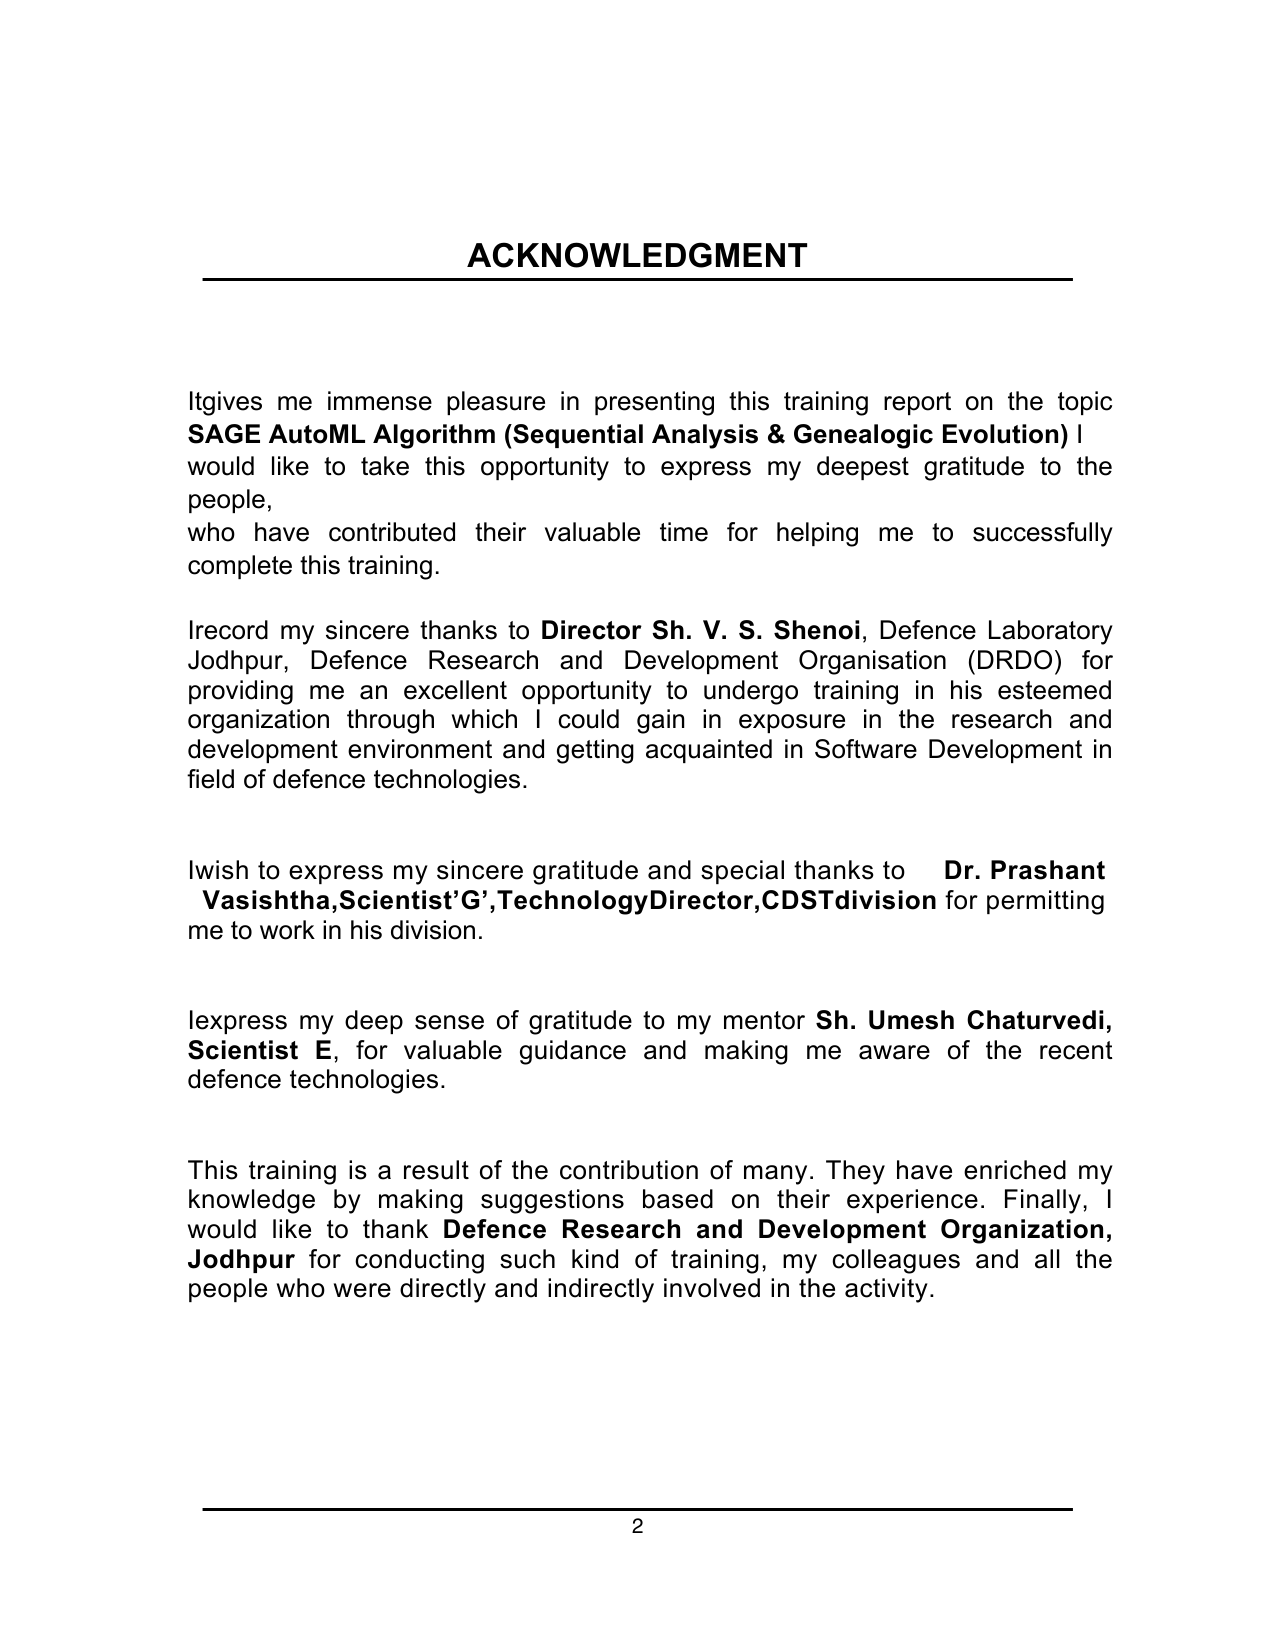 ACKNOWLEDGMENT
Itgives me immense pleasure in presenting this training report on the topic
SAGE AutoML Algorithm (Sequential Analysis & Genealogic Evolution) I
would like to take this opportunity to express my deepest gratitude to the
people,
who have contributed their valuable time for helping me to successfully
complete this training.
Irecord my sincere thanks to Director Sh. V. S. Shenoi, Defence Laboratory
Jodhpur, Defence Research and Development Organisation (DRDO) for
providing me an excellent opportunity to undergo training in his esteemed
organization through which I could gain in exposure in the research and
development environment and getting acquainted in Software Development in
field of defence technologies.
Iwish to express my sincere gratitude and special thanks to Dr. Prashant
Vasishtha,Scientist’G’,TechnologyDirector,CDSTdivision for permitting
me to work in his division.
Iexpress my deep sense of gratitude to my mentor Sh. Umesh Chaturvedi,
Scientist E, for valuable guidance and making me aware of the recent
defence technologies.
This training is a result of the contribution of many. They have enriched my
knowledge by making suggestions based on their experience. Finally, I
would like to thank Defence Research and Development Organization,
Jodhpur for conducting such kind of training, my colleagues and all the
people who were directly and indirectly involved in the activity.
2